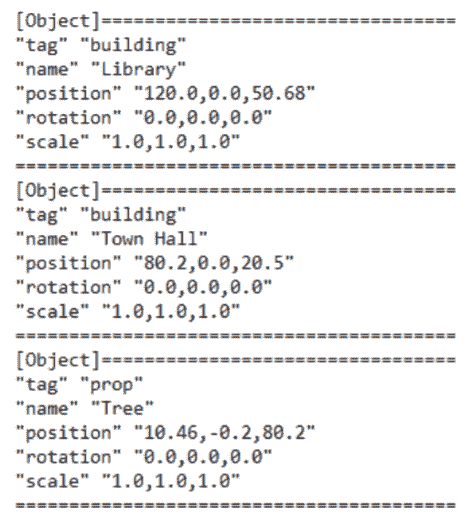 [Object]=================================
"tag" "building"
"name" "Library"
"position" "120.0,0.0,50.68"
"rotation" "0.0,0.0,0.0"
"scale" "1.0,1.0,1.0"
=========================================
[Object]=================================
"tag" "building"
"name" "Town Hall"
"position" "80.2,0.0,20.5"
"rotation" "0.0,0.0,0.0"
"scale" "1.0,1.0,1.0"
=========================================
[Object]=================================
"tag" "prop"
"name" "Tree"
"position" "10.46,-0.2,80.2"
"rotation" "0.0,0.0,0.0"
"scale" "1.0,1.0,1.0"
=========================================